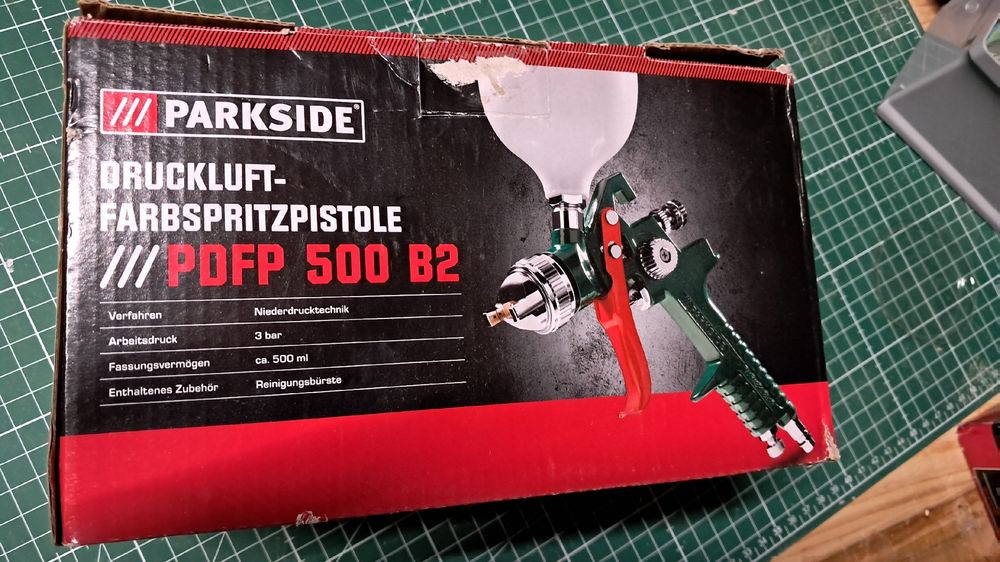 PARKSIDE®
DRUCKLUFT-
FARBSPRITZPISTOLE
PDFP 500 B2
Verfahren Niederdrucktechnik
Arbeitsdruck 3 bar
Fassungsvermögen ca. 500 ml
Enthaltenes Zubehör Reinigungsbürste